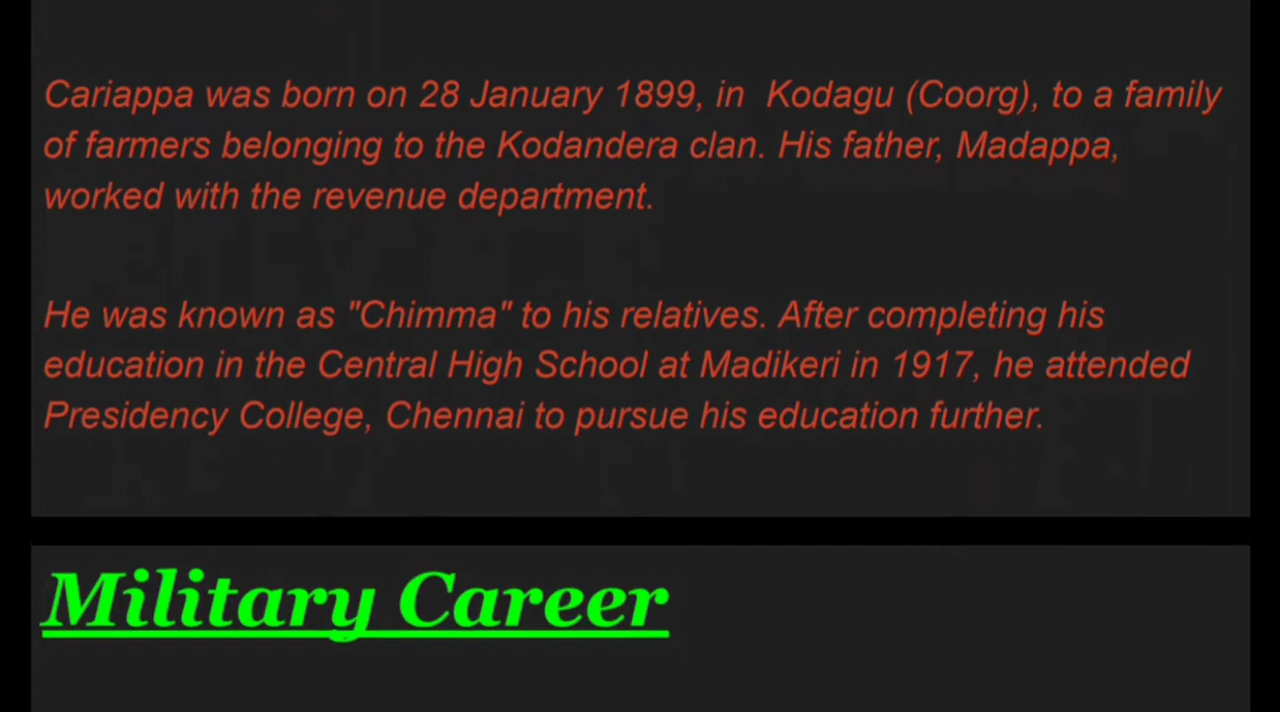 Cariappa was born on 28 January 1899, in  Kodagu (Coorg), to a family
of farmers belonging to the Kodandera clan. His father, Madappa,
worked with the revenue department.
He was known as "Chimma" to his relatives. After completing his
education in the Central High School at Madikeri in 1917, he attended
Presidency College, Chennai to pursue his education further.
Military Career